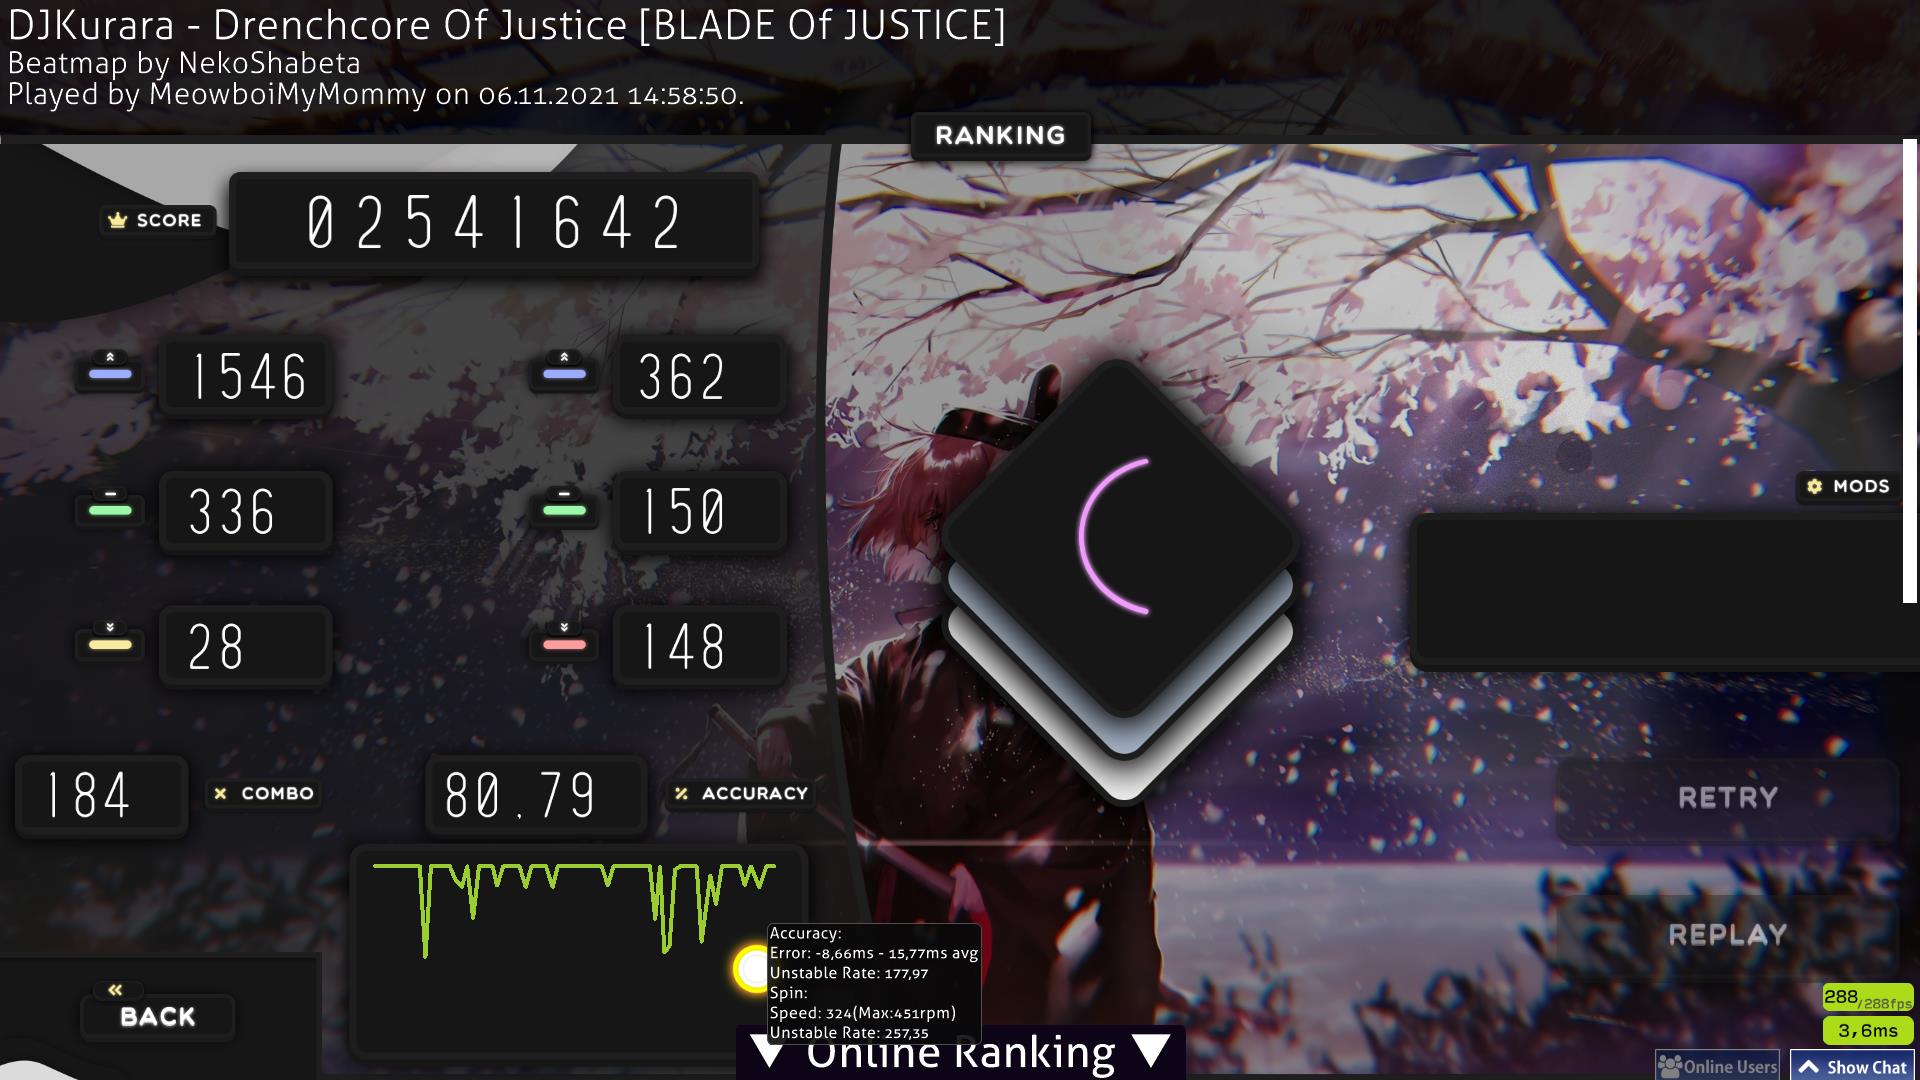 DJKurara - Drenchcore Of Justice [BLADE Of JUSTICE]
Beatmap by NekoShabeta
Played by MeowboiMyMommy on 06.11.2021 14:58:50.
RANKING
SCORE
02541642
1546
362
336
150
MODS
28
148
184
COMBO
80.79
ACCURACY
RETRY
REPLAY
Accuracy:
Error: -8,66ms - 15,77ms avg
Unstable Rate: 177,97
Spin:
Speed: 324(Max:451rpm)
Unstable Rate: 257,35
BACK
▼ Online Ranking ▼
288/288fps
3,6ms
Online Users
Show Chat